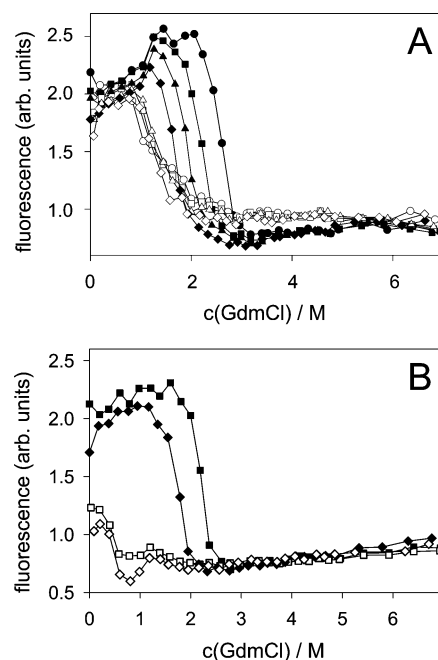 A
fluorescence (arb. units)
2.5
2.0
1.5
1.0
0 2 4 6
c(GdmCl) / M
B
fluorescence (arb. units)
2.5
2.0
1.5
1.0
0.5
0 1 2 3 4 5 6
c(GdmCl) / M